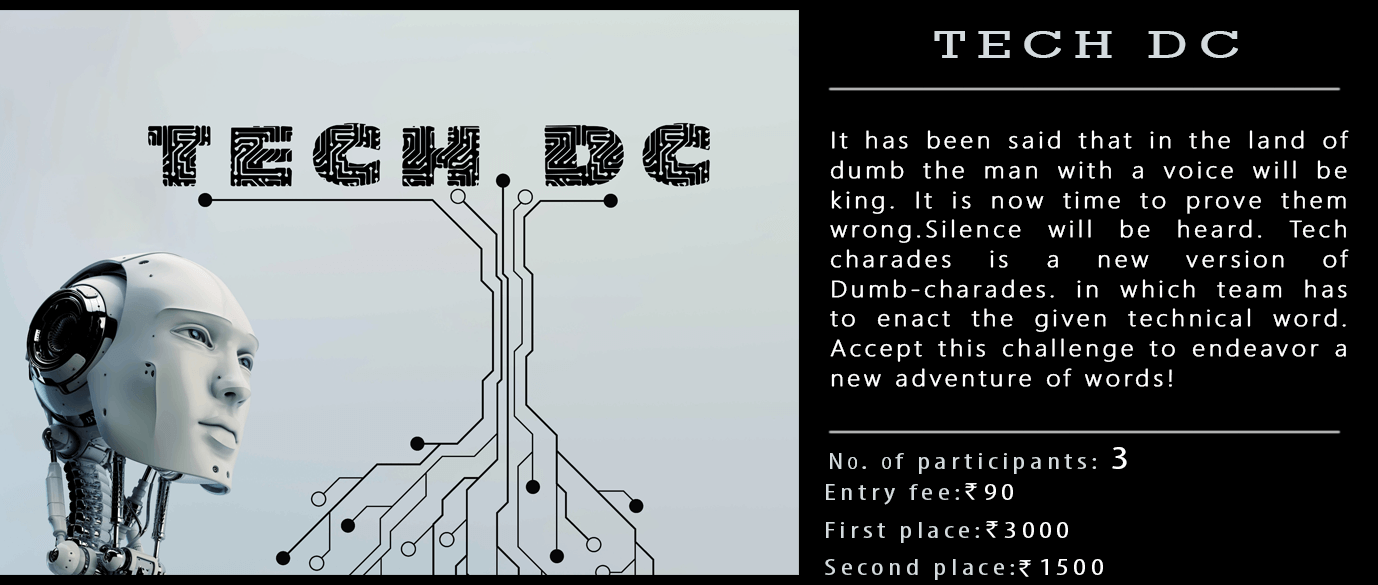 TECH DC
TECH DC
It has been said that in the land of
dumb the man with a voice will be
king. It is now time to prove them
wrong.Silence will be heard. Tech
charades is a new version of
Dumb-charades. in which team has
to enact the given technical word.
Accept this challenge to endeavor a
new adventure of words!
No. of participants: 3
Entry fee:₹90
First place:₹3000
Second place:₹1500